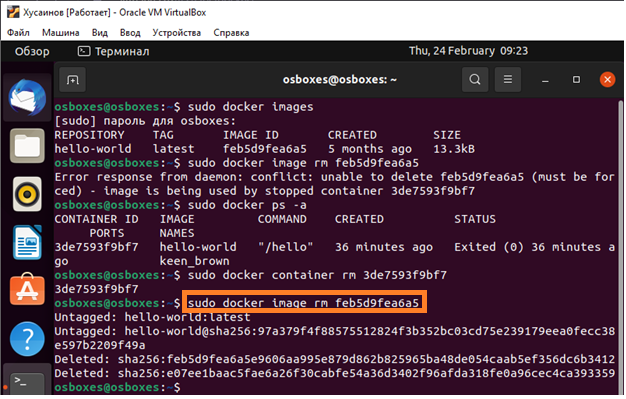 Хусаинов [Работает] - Oracle VM VirtualBox
Файл Машина Вид Ввод Устройства Справка
Обзор Терминал Thu, 24 February 09:23
osboxes@osboxes: ~
osboxes@osboxes:~$ sudo docker images
[sudo] пароль для osboxes:
REPOSITORY TAG IMAGE ID CREATED SIZE
hello-world latest feb5d9fea6a5 5 months ago 13.3kB
osboxes@osboxes:~$ sudo docker image rm feb5d9fea6a5
Error response from daemon: conflict: unable to delete feb5d9fea6a5 (must be for
ced) - image is being used by stopped container 3de7593f9bf7
osboxes@osboxes:~$ sudo docker ps -a
CONTAINER ID IMAGE COMMAND CREATED STATUS
PORTS NAMES
3de7593f9bf7 hello-world "/hello" 36 minutes ago Exited (0) 36 minutes a
go keen_brown
osboxes@osboxes:~$ sudo docker container rm 3de7593f9bf7
3de7593f9bf7
osboxes@osboxes:~$ sudo docker image rm feb5d9fea6a5
Untagged: hello-world:latest
Untagged: hello-world@sha256:97a379f4f88575512824f3b352bc03cd75e239179eea0fecc38
e597b2209f49a
Deleted: sha256:feb5d9fea6a5e9606aa995e879d862b825965ba48de054caab5ef356dc6b3412
Deleted: sha256:e07ee1baac5fae6a26f30cabfe54a36d3402f96afda318fe0a96cec4ca393359
osboxes@osboxes:~$